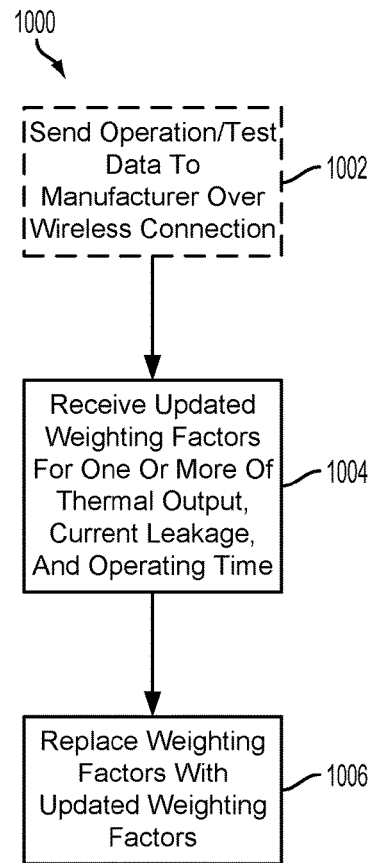 1000
Send Operation/Test
Data To
Manufacturer Over
Wireless Connection
1002
Receive Updated
Weighting Factors
For One Or More Of
Thermal Output,
Current Leakage,
And Operating Time
1004
Replace Weighting
Factors With
Updated Weighting
Factors
1006